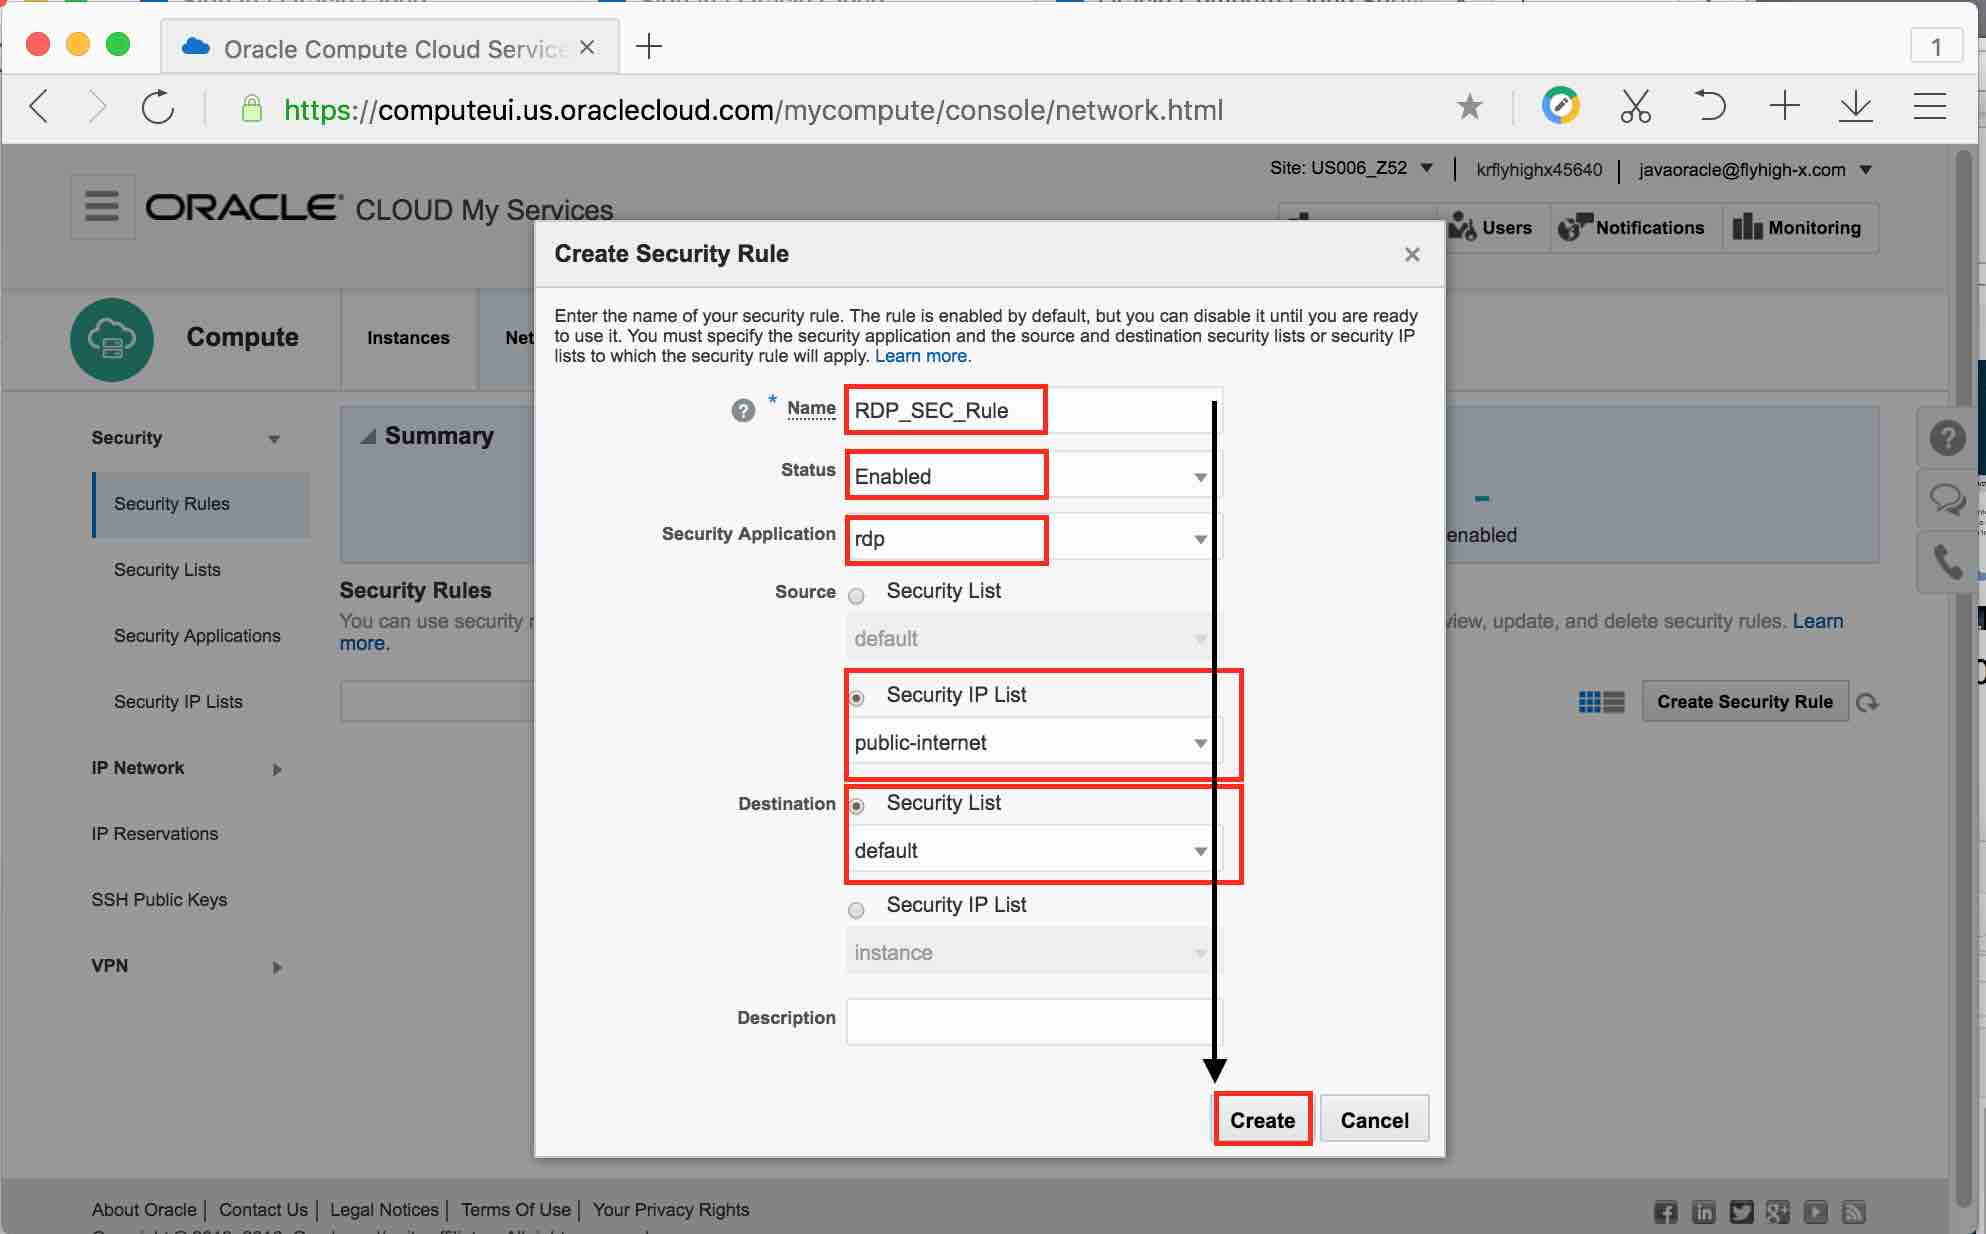 Oracle Compute Cloud Service
1
https://computeui.us.oraclecloud.com/mycompute/console/network.html
Site: US006_Z52
krflyhighx45640
javaoracle@flyhigh-x.com
ORACLE CLOUD My Services
Users
Notifications
Monitoring
Compute
Instances
Net
Security
Security Rules
Security Lists
Security Applications
Security IP Lists
IP Network
IP Reservations
SSH Public Keys
VPN
Summary
enabled
Security Rules
You can use security
view, update, and delete security rules. Learn
more.
Create Security Rule
Create Security Rule
Enter the name of your security rule. The rule is enabled by default, but you can disable it until you are ready
to use it. You must specify the security application and the source and destination security lists or security IP
lists to which the security rule will apply. Learn more.
? * Name RDP_SEC_Rule
Status Enabled
Security Application rdp
Source Security List
default
Security IP List
public-internet
Destination Security List
default
Security IP List
instance
Description
Create Cancel
About Oracle | Contact Us | Legal Notices | Terms Of Use | Your Privacy Rights